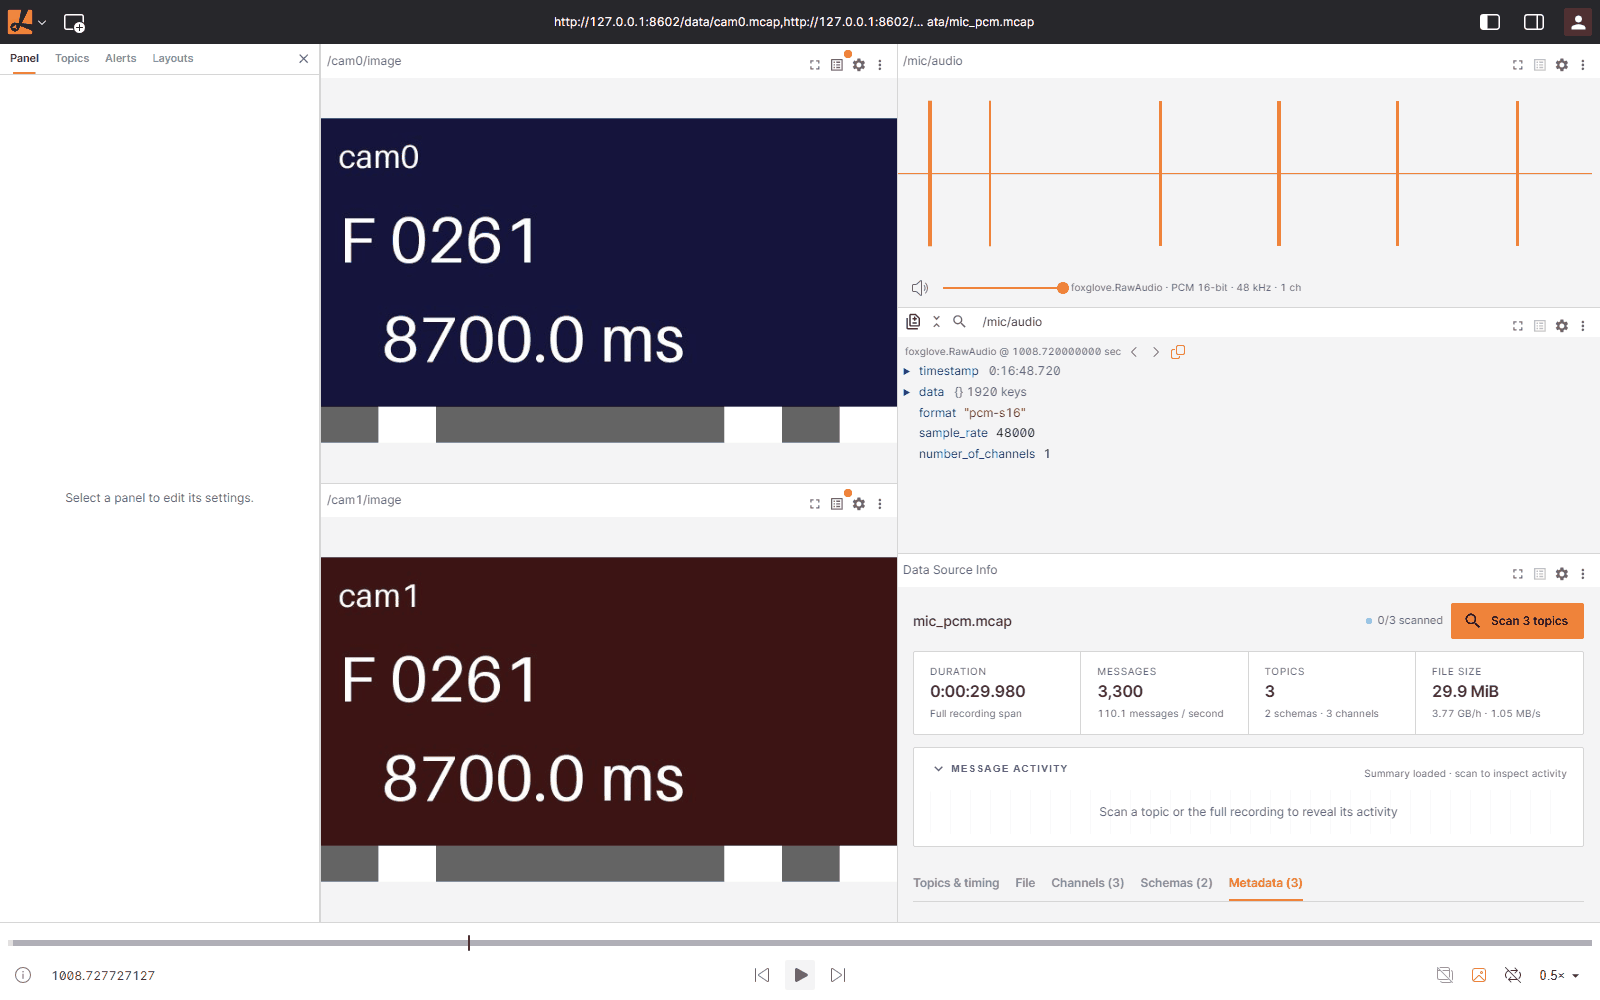 http://127.0.0.1:8602/data/cam0.mcap,http://127.0.0.1:8602/... ata/mic_pcm.mcap
Panel Topics Alerts Layouts
Select a panel to edit its settings.
/cam0/image
cam0
F 0261
8700.0 ms
/cam1/image
cam1
F 0261
8700.0 ms
/mic/audio
foxglove.RawAudio · PCM 16-bit · 48 kHz · 1 ch
/mic/audio
foxglove.RawAudio @ 1008.720000000 sec
timestamp 0:16:48.720
data {} 1920 keys
format "pcm-s16"
sample_rate 48000
number_of_channels 1
Data Source Info
mic_pcm.mcap
0/3 scanned
Scan 3 topics
DURATION
0:00:29.980
Full recording span
MESSAGES
3,300
110.1 messages / second
TOPICS
3
2 schemas · 3 channels
FILE SIZE
29.9 MiB
3.77 GB/h · 1.05 MB/s
MESSAGE ACTIVITY
Summary loaded · scan to inspect activity
Scan a topic or the full recording to reveal its activity
Topics & timing File Channels (3) Schemas (2) Metadata (3)
1008.727727127
0.5×